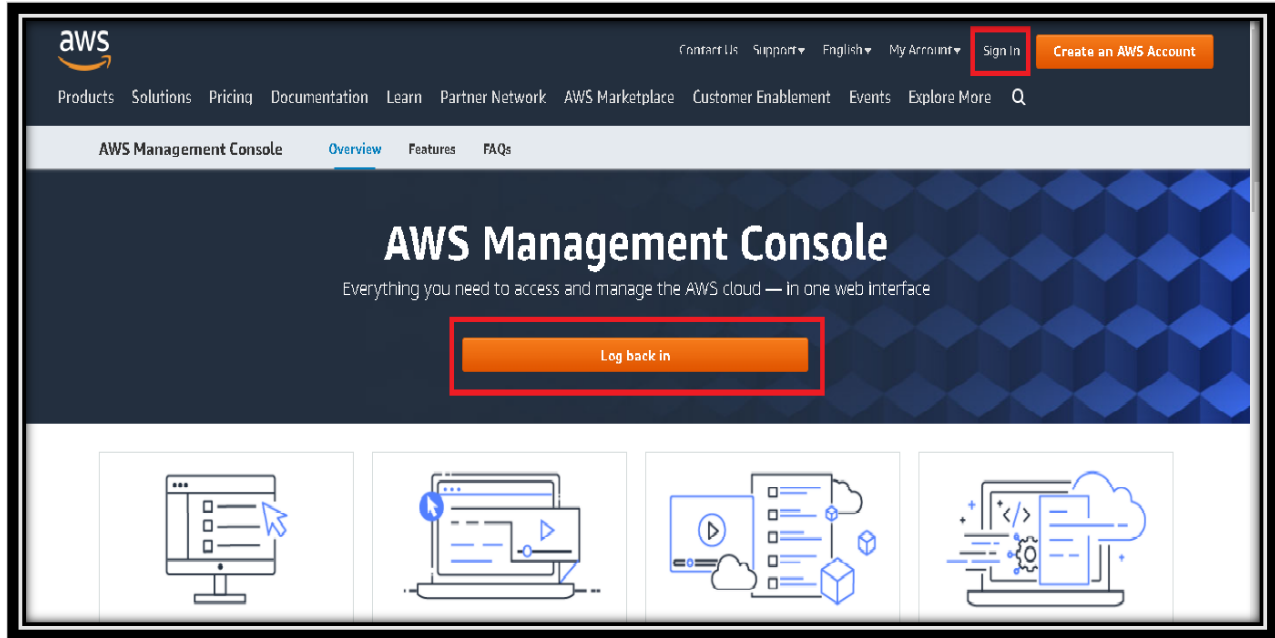 aws
Contact Us Support English My Account Sign In Create an AWS Account
Products Solutions Pricing Documentation Learn Partner Network AWS Marketplace Customer Enablement Events Explore More
AWS Management Console Overview Features FAQs
AWS Management Console
Everything you need to access and manage the AWS cloud — in one web interface
Log back in